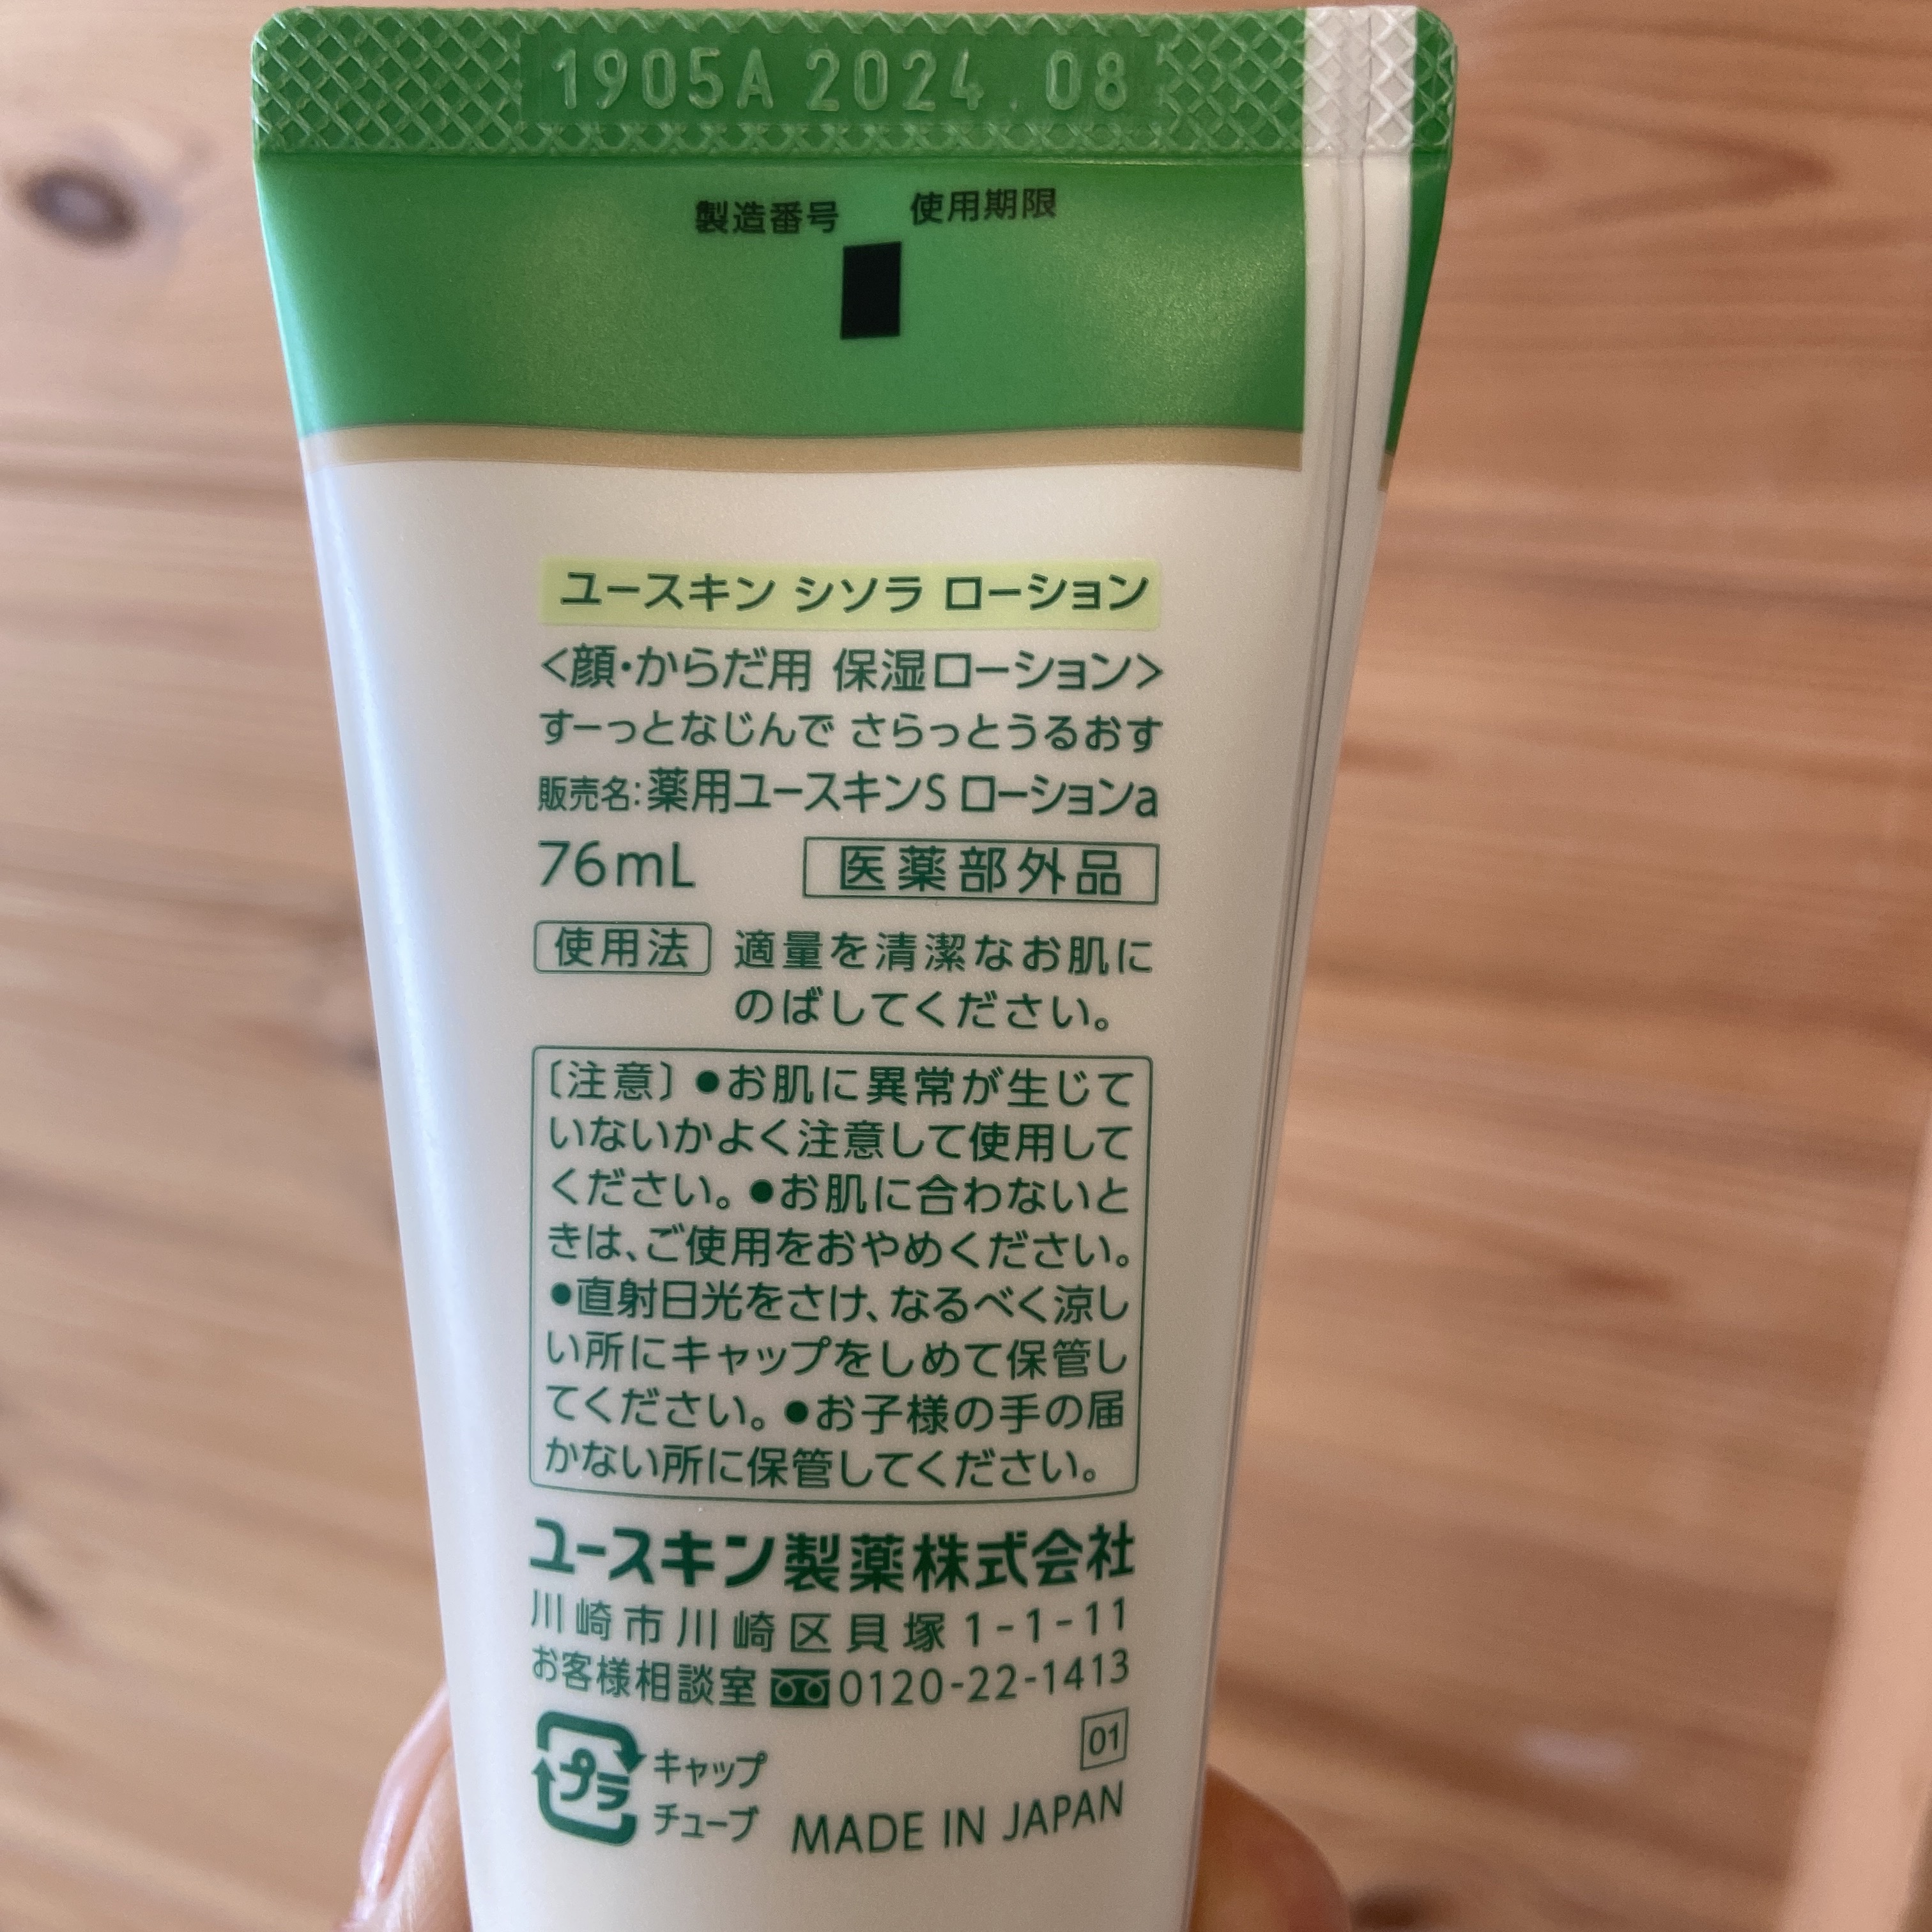 1905A 2024.08
製造番号 使用期限
ユースキン シソラ ローション
<顔・からだ用 保湿ローション>
すーっとなじんで さらっとうるおす
販売名:薬用ユースキンS ローションa
76mL 医薬部外品
使用法 適量を清潔なお肌に
のばしてください。
〔注意〕●お肌に異常が生じて
いないかよく注意して使用して
ください。●お肌に合わないと
きは、ご使用をおやめください。
●直射日光をさけ、なるべく涼し
い所にキャップをしめて保管し
てください。●お子様の手の届
かない所に保管してください。
ユースキン製薬株式会社
川崎市川崎区貝塚1-1-11
お客様相談室 0120-22-1413
01
プラ キャップ
チューブ MADE IN JAPAN